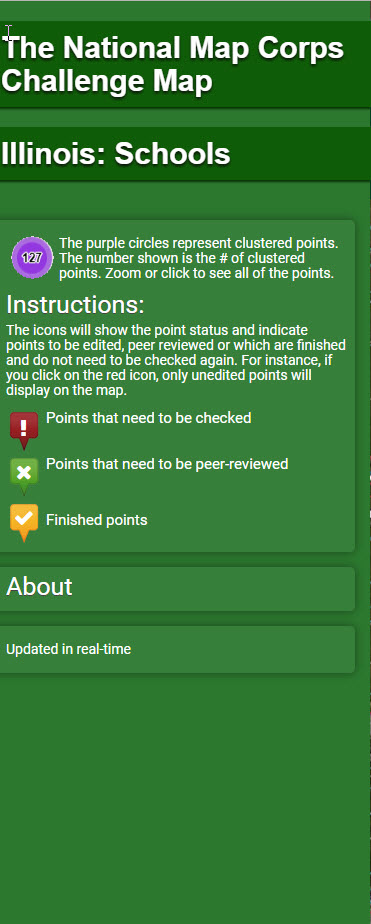 The National Map Corps
Challenge Map
Illinois: Schools
127
The purple circles represent clustered points.
The number shown is the # of clustered
points. Zoom or click to see all of the points.
Instructions:
The icons will show the point status and indicate
points to be edited, peer reviewed or which are finished
and do not need to be checked again. For instance, if
you click on the red icon, only unedited points will
display on the map.
Points that need to be checked
Points that need to be peer-reviewed
Finished points
About
Updated in real-time